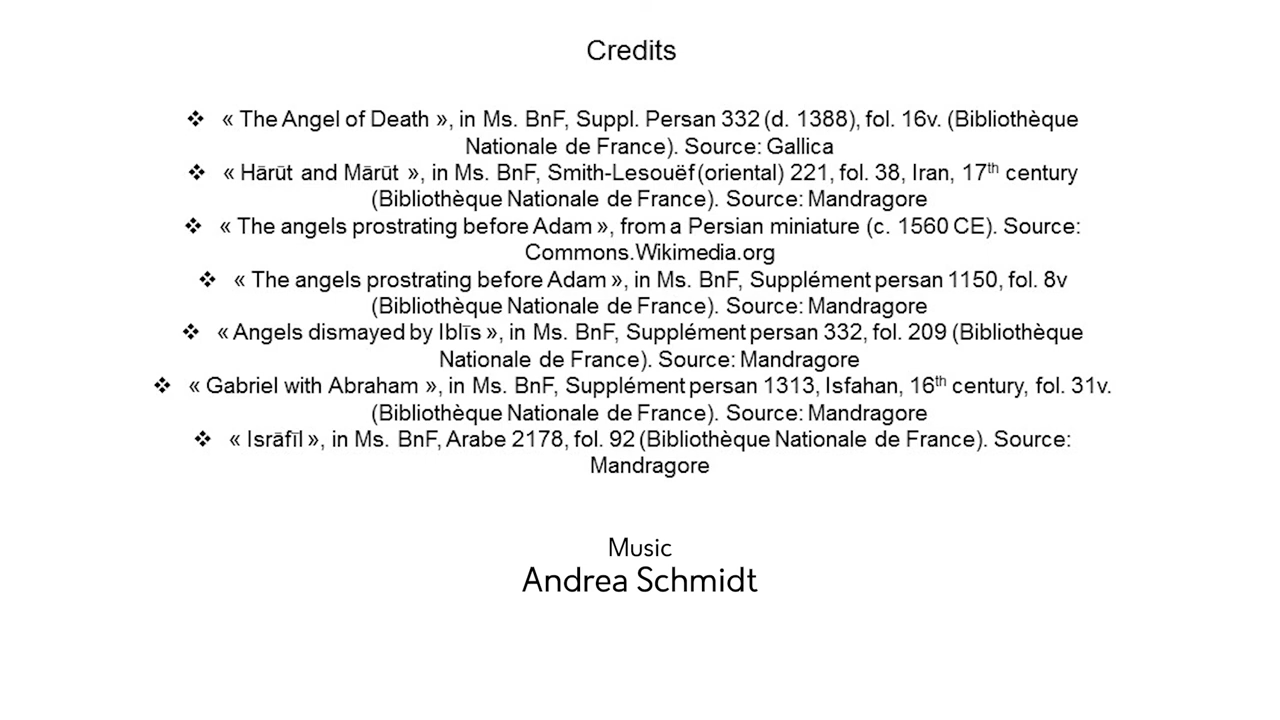 Credits
❖ « The Angel of Death », in Ms. BnF, Suppl. Persan 332 (d. 1388), fol. 16v. (Bibliothèque
Nationale de France). Source: Gallica
❖ « Hārūt and Mārūt », in Ms. BnF, Smith-Lesouëf (oriental) 221, fol. 38, Iran, 17th century
(Bibliothèque Nationale de France). Source: Mandragore
❖ « The angels prostrating before Adam », from a Persian miniature (c. 1560 CE). Source:
Commons.Wikimedia.org
❖ « The angels prostrating before Adam », in Ms. BnF, Supplément persan 1150, fol. 8v
(Bibliothèque Nationale de France). Source: Mandragore
❖ « Angels dismayed by Iblīs », in Ms. BnF, Supplément persan 332, fol. 209 (Bibliothèque
Nationale de France). Source: Mandragore
❖ « Gabriel with Abraham », in Ms. BnF, Supplément persan 1313, Isfahan, 16th century, fol. 31v.
(Bibliothèque Nationale de France). Source: Mandragore
❖ « Isrāfīl », in Ms. BnF, Arabe 2178, fol. 92 (Bibliothèque Nationale de France). Source:
Mandragore
Music
Andrea Schmidt